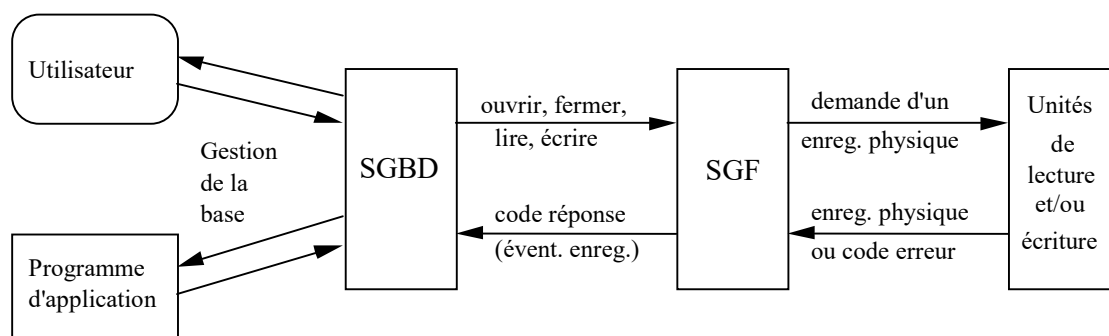 Utilisateur
Gestion
de la
base
Programme
d'application
SGBD
ouvrir, fermer,
lire, écrire
code réponse
(évent. enreg.)
SGF
demande d'un
enreg. physique
enreg. physique
ou code erreur
Unités
de
lecture
et/ou
écriture